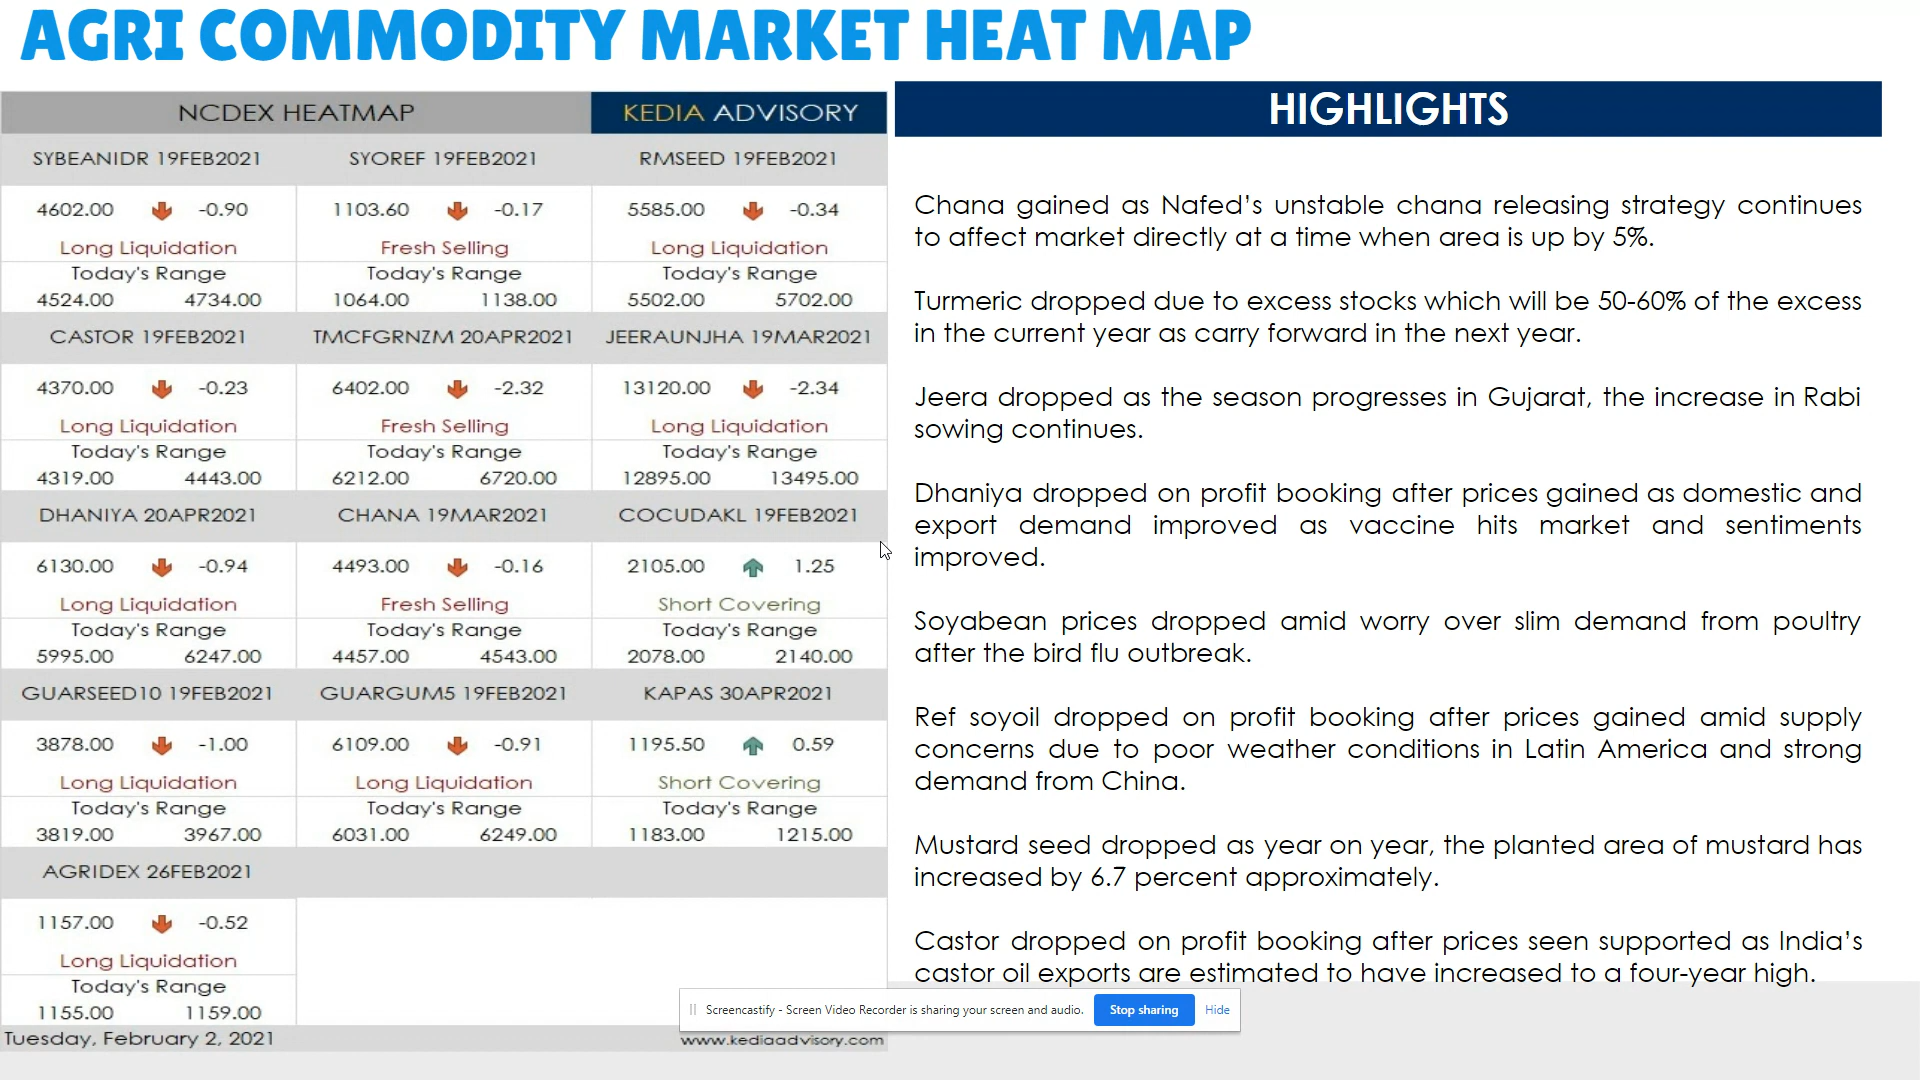 AGRI COMMODITY MARKET HEAT MAP
NCDEX HEATMAP KEDIA ADVISORY
SYBEANIDR 19FEB2021 SYOREF 19FEB2021 RMSEED 19FEB2021
4602.00 -0.90 1103.60 -0.17 5585.00 -0.34
Long Liquidation Fresh Selling Long Liquidation
Today's Range Today's Range Today's Range
4524.00 4734.00 1064.00 1138.00 5502.00 5702.00
CASTOR 19FEB2021 TMCFGRNZM 20APR2021 JEERAUNJHA 19MAR2021
4370.00 -0.23 6402.00 -2.32 13120.00 -2.34
Long Liquidation Fresh Selling Long Liquidation
Today's Range Today's Range Today's Range
4319.00 4443.00 6212.00 6720.00 12895.00 13495.00
DHANIYA 20APR2021 CHANA 19MAR2021 COCUDAKL 19FEB2021
6130.00 -0.94 4493.00 -0.16 2105.00 1.25
Long Liquidation Fresh Selling Short Covering
Today's Range Today's Range Today's Range
5995.00 6247.00 4457.00 4543.00 2078.00 2140.00
GUARSEED10 19FEB2021 GUARGUM5 19FEB2021 KAPAS 30APR2021
3878.00 -1.00 6109.00 -0.91 1195.50 0.59
Long Liquidation Long Liquidation Short Covering
Today's Range Today's Range Today's Range
3819.00 3967.00 6031.00 6249.00 1183.00 1215.00
AGRIDEX 26FEB2021
1157.00 -0.52
Long Liquidation
Today's Range
1155.00 1159.00
Tuesday, February 2, 2021 www.kediaadvisory.com
HIGHLIGHTS
Chana gained as Nafed’s unstable chana releasing strategy continues
to affect market directly at a time when area is up by 5%.
Turmeric dropped due to excess stocks which will be 50-60% of the excess
in the current year as carry forward in the next year.
Jeera dropped as the season progresses in Gujarat, the increase in Rabi
sowing continues.
Dhaniya dropped on profit booking after prices gained as domestic and
export demand improved as vaccine hits market and sentiments
improved.
Soyabean prices dropped amid worry over slim demand from poultry
after the bird flu outbreak.
Ref soyoil dropped on profit booking after prices gained amid supply
concerns due to poor weather conditions in Latin America and strong
demand from China.
Mustard seed dropped as year on year, the planted area of mustard has
increased by 6.7 percent approximately.
Castor dropped on profit booking after prices seen supported as India’s
castor oil exports are estimated to have increased to a four-year high.
Screencastify - Screen Video Recorder is sharing your screen and audio. Stop sharing Hide